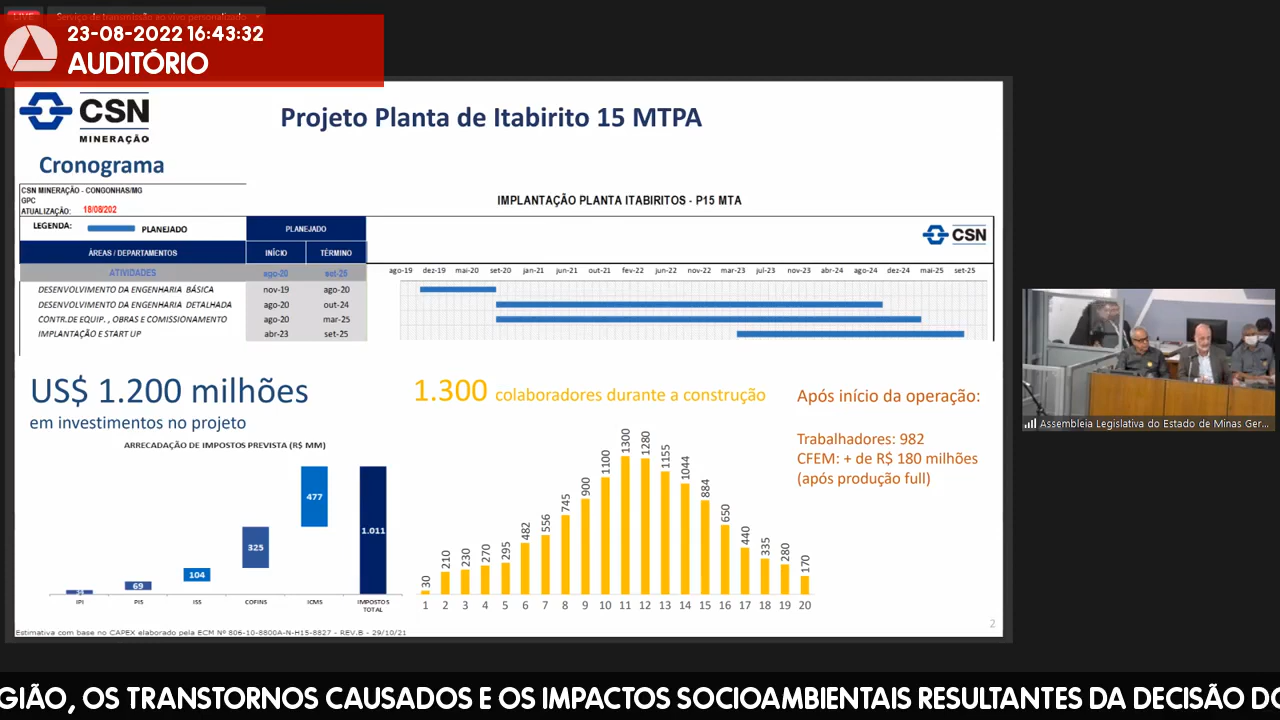 LIVE
Serviço de transmissão ao vivo personalizado
23-08-2022 16:43:32
AUDITÓRIO
CSN
MINERAÇÃO
Projeto Planta de Itabirito 15 MTPA
Cronograma
CSN MINERAÇÃO - CONGONHAS/MG
GPC
ATUALIZAÇÃO: 18/08/202
IMPLANTAÇÃO PLANTA ITABIRITOS - P15 MTA
LEGENDA: PLANEJADO
PLANEJADO
CSN
ÀREAS / DEPARTAMENTOS INÍCIO TÉRMINO
ago-19 dez-19 mai-20 set-20 jan-21 jun-21 out-21 fev-22 jun-22 nov-22 mar-23 jul-23 nov-23 abr-24 ago-24 dez-24 mai-25 set-25
ATIVIDADES ago-20 set-25
DESENVOLVIMENTO DA ENGENHARIA BÁSICA nov-19 ago-20
DESENVOLVIMENTO DA ENGENHARIA DETALHADA ago-20 out-24
CONTR.DE EQUIP. , OBRAS E COMISSIONAMENTO ago-20 mar-25
IMPLANTAÇÃO E START UP abr-23 set-25
US$ 1.200 milhões
em investimentos no projeto
ARRECADAÇÃO DE IMPOSTOS PREVISTA (R$ MM)
69
104
325
477
1.011
IPI PIS ISS COFINS ICMS IMPOSTOS
TOTAL
1.300 colaboradores durante a construção
30 210 230 270 295 482 556 745 900 1100 1300 1280 1155 1044 884 650 440 335 280 170
1 2 3 4 5 6 7 8 9 10 11 12 13 14 15 16 17 18 19 20
Após início da operação:
Trabalhadores: 982
CFEM: + de R$ 180 milhões
(após produção full)
Estimativa com base no CAPEX elaborado pela ECM Nº 806-10-8800A-N-H15-8827 - REV.B - 29/10/21
2
Assembleia Legislativa do Estado de Minas Ger...
GIÃO, OS TRANSTORNOS CAUSADOS E OS IMPACTOS SOCIOAMBIENTAIS RESULTANTES DA DECISÃO DO